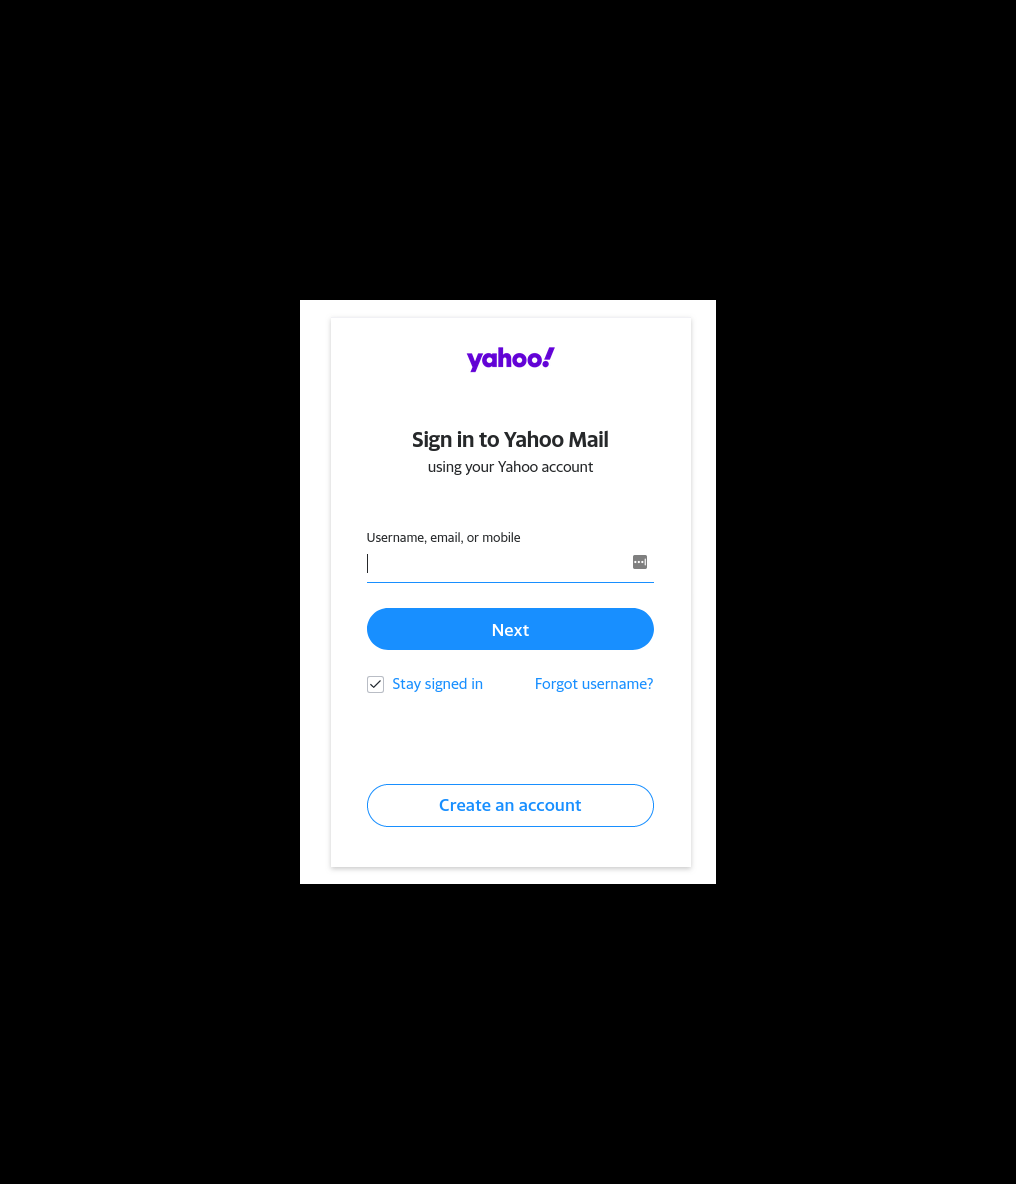 yahoo!
Sign in to Yahoo Mail
using your Yahoo account
Username, email, or mobile
Next
Stay signed in Forgot username?
Create an account